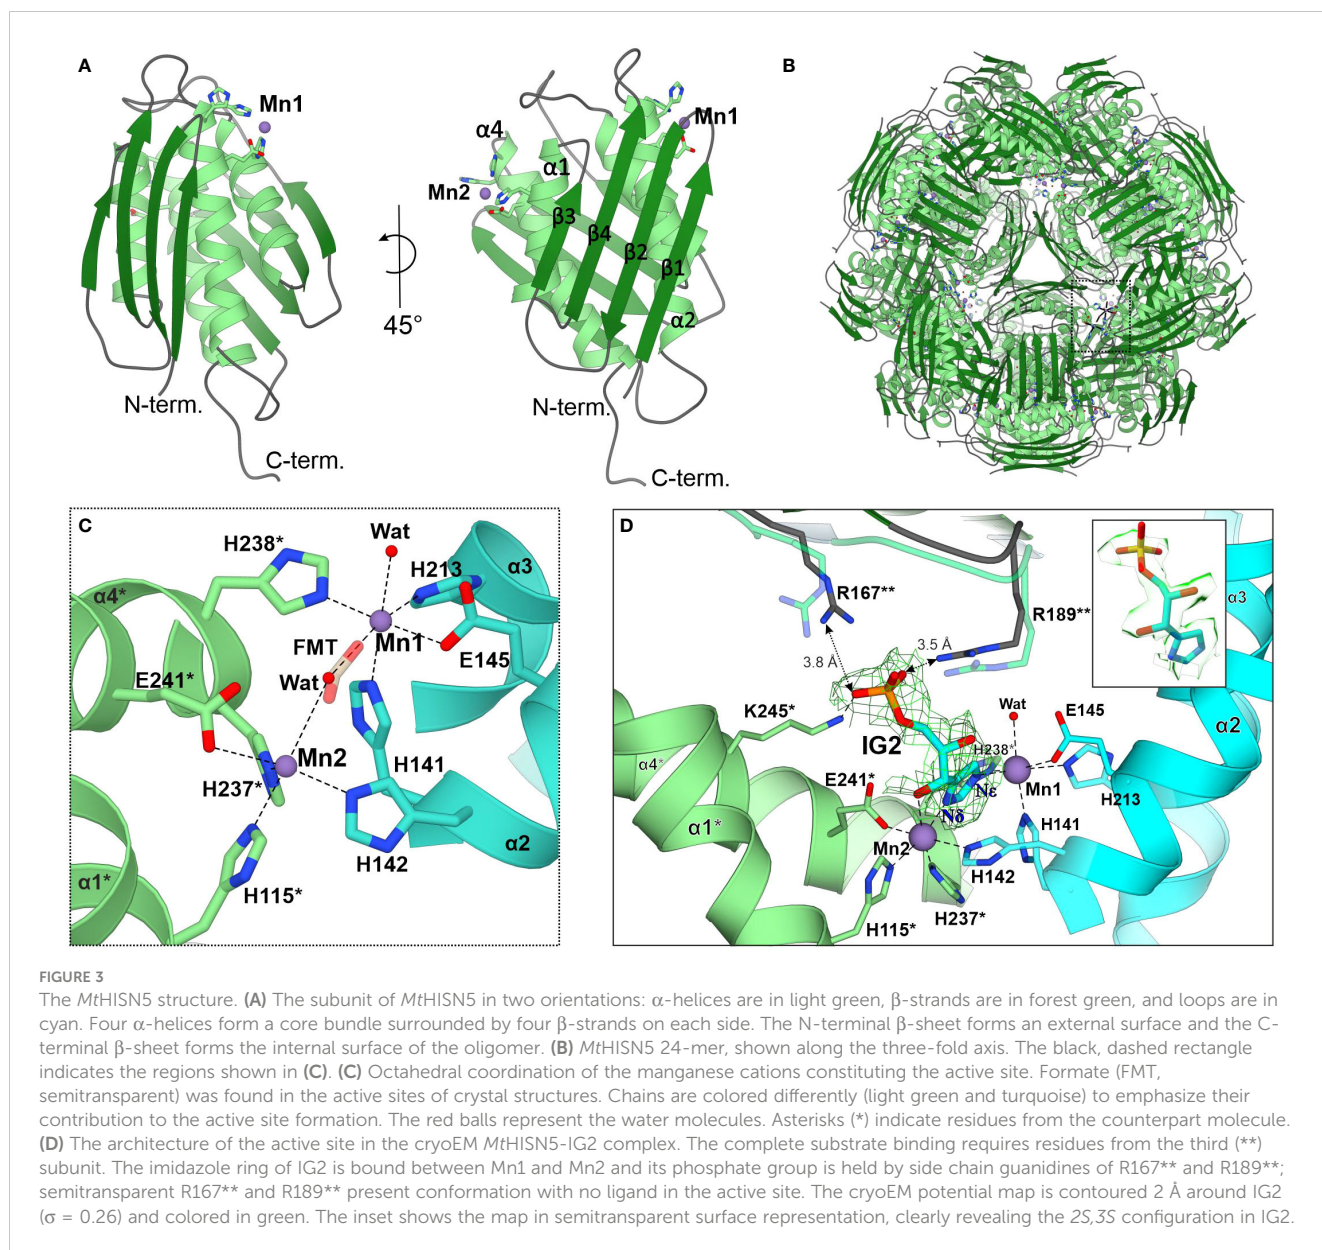 A
Mn1
N-term.
C-term.
45°
α4
Mn2
α1
β3
β4
β2
β1
α2
Mn1
N-term.
C-term.
B
C
Wat
H238*
H213
α3
α4*
Mn1
FMT
E145
Wat
E241*
Mn2
H141
H237*
H142
α2
α1*
H115*
D
R167**
R189**
3.5 Å
3.8 Å
α3
K245*
IG2
Wat
E145
α2
H238*
α4*
Nε
Mn1
H213
E241*
Nδ
α1*
H141
Mn2
H142
H237*
H115*
FIGURE 3
The MtHISN5 structure. (A) The subunit of MtHISN5 in two orientations: α-helices are in light green, β-strands are in forest green, and loops are in
cyan. Four α-helices form a core bundle surrounded by four β-strands on each side. The N-terminal β-sheet forms an external surface and the C-
terminal β-sheet forms the internal surface of the oligomer. (B) MtHISN5 24-mer, shown along the three-fold axis. The black, dashed rectangle
indicates the regions shown in (C). (C) Octahedral coordination of the manganese cations constituting the active site. Formate (FMT,
semitransparent) was found in the active sites of crystal structures. Chains are colored differently (light green and turquoise) to emphasize their
contribution to the active site formation. The red balls represent the water molecules. Asterisks (*) indicate residues from the counterpart molecule.
(D) The architecture of the active site in the cryoEM MtHISN5-IG2 complex. The complete substrate binding requires residues from the third (**)
subunit. The imidazole ring of IG2 is bound between Mn1 and Mn2 and its phosphate group is held by side chain guanidines of R167** and R189**;
semitransparent R167** and R189** present conformation with no ligand in the active site. The cryoEM potential map is contoured 2 Å around IG2
(σ = 0.26) and colored in green. The inset shows the map in semitransparent surface representation, clearly revealing the 2S,3S configuration in IG2.